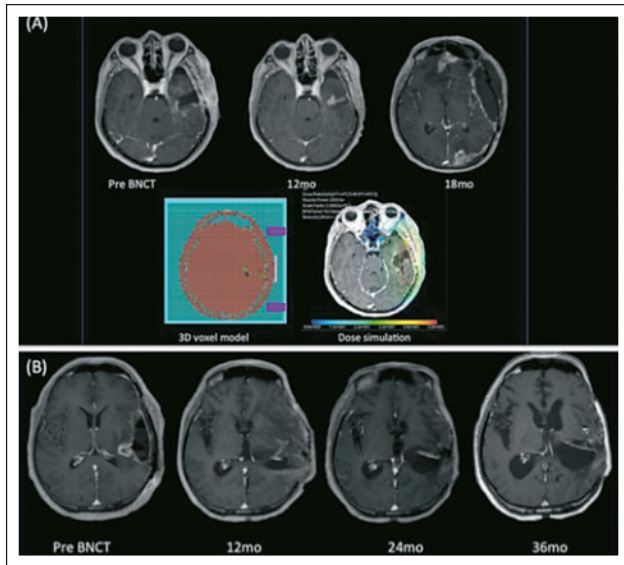 (A)
Pre BNCT 12mo 18mo
3D voxel model Dose simulation
(B)
Pre BNCT 12mo 24mo 36mo